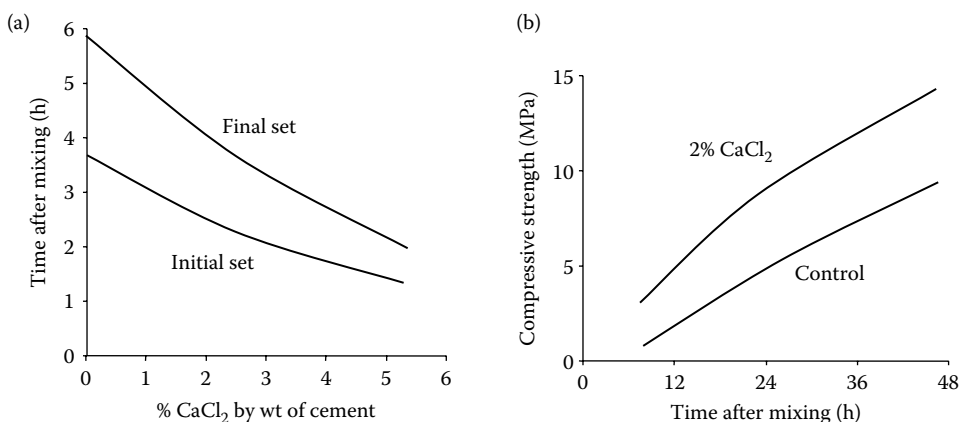 (a)
6
5
4
3
2
1
0
Time after mixing (h)
Final set
Initial set
0 1 2 3 4 5 6
% CaCl₂ by wt of cement
(b)
15
10
5
0
Compressive strength (MPa)
2% CaCl₂
Control
0 12 24 36 48
Time after mixing (h)